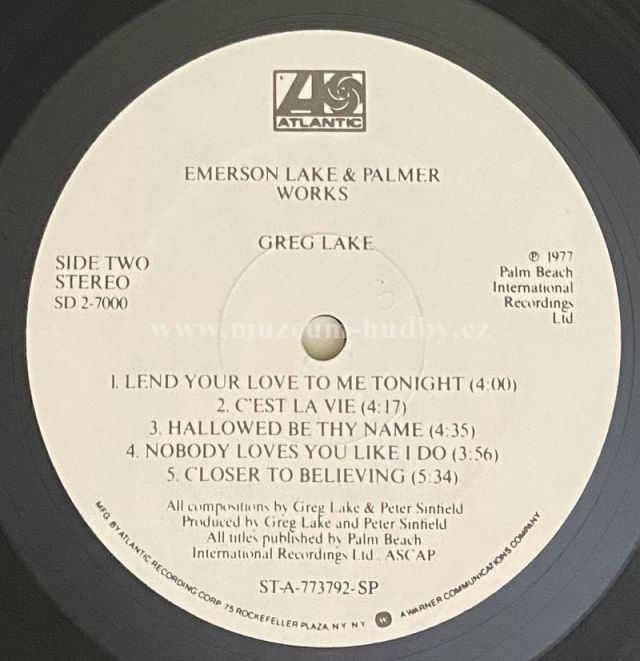 ATLANTIC
EMERSON LAKE & PALMER
WORKS
GREG LAKE
SIDE TWO
STEREO
SD 2-7000
℗ 1977
Palm Beach
International
Recordings
Ltd
www.muzeum-hudby.cz
1. LEND YOUR LOVE TO ME TONIGHT (4:00)
2. C'EST LA VIE (4:17)
3. HALLOWED BE THY NAME (4:35)
4. NOBODY LOVES YOU LIKE I DO (3:56)
5. CLOSER TO BELIEVING (5:34)
All compositions by Greg Lake & Peter Sinfield
Produced by Greg Lake and Peter Sinfield
All titles published by Palm Beach
International Recordings Ltd., ASCAP
ST-A-773792-SP
MFG. BY ATLANTIC RECORDING CORP 75 ROCKEFELLER PLAZA, N.Y. N.Y. A WARNER COMMUNICATIONS COMPANY